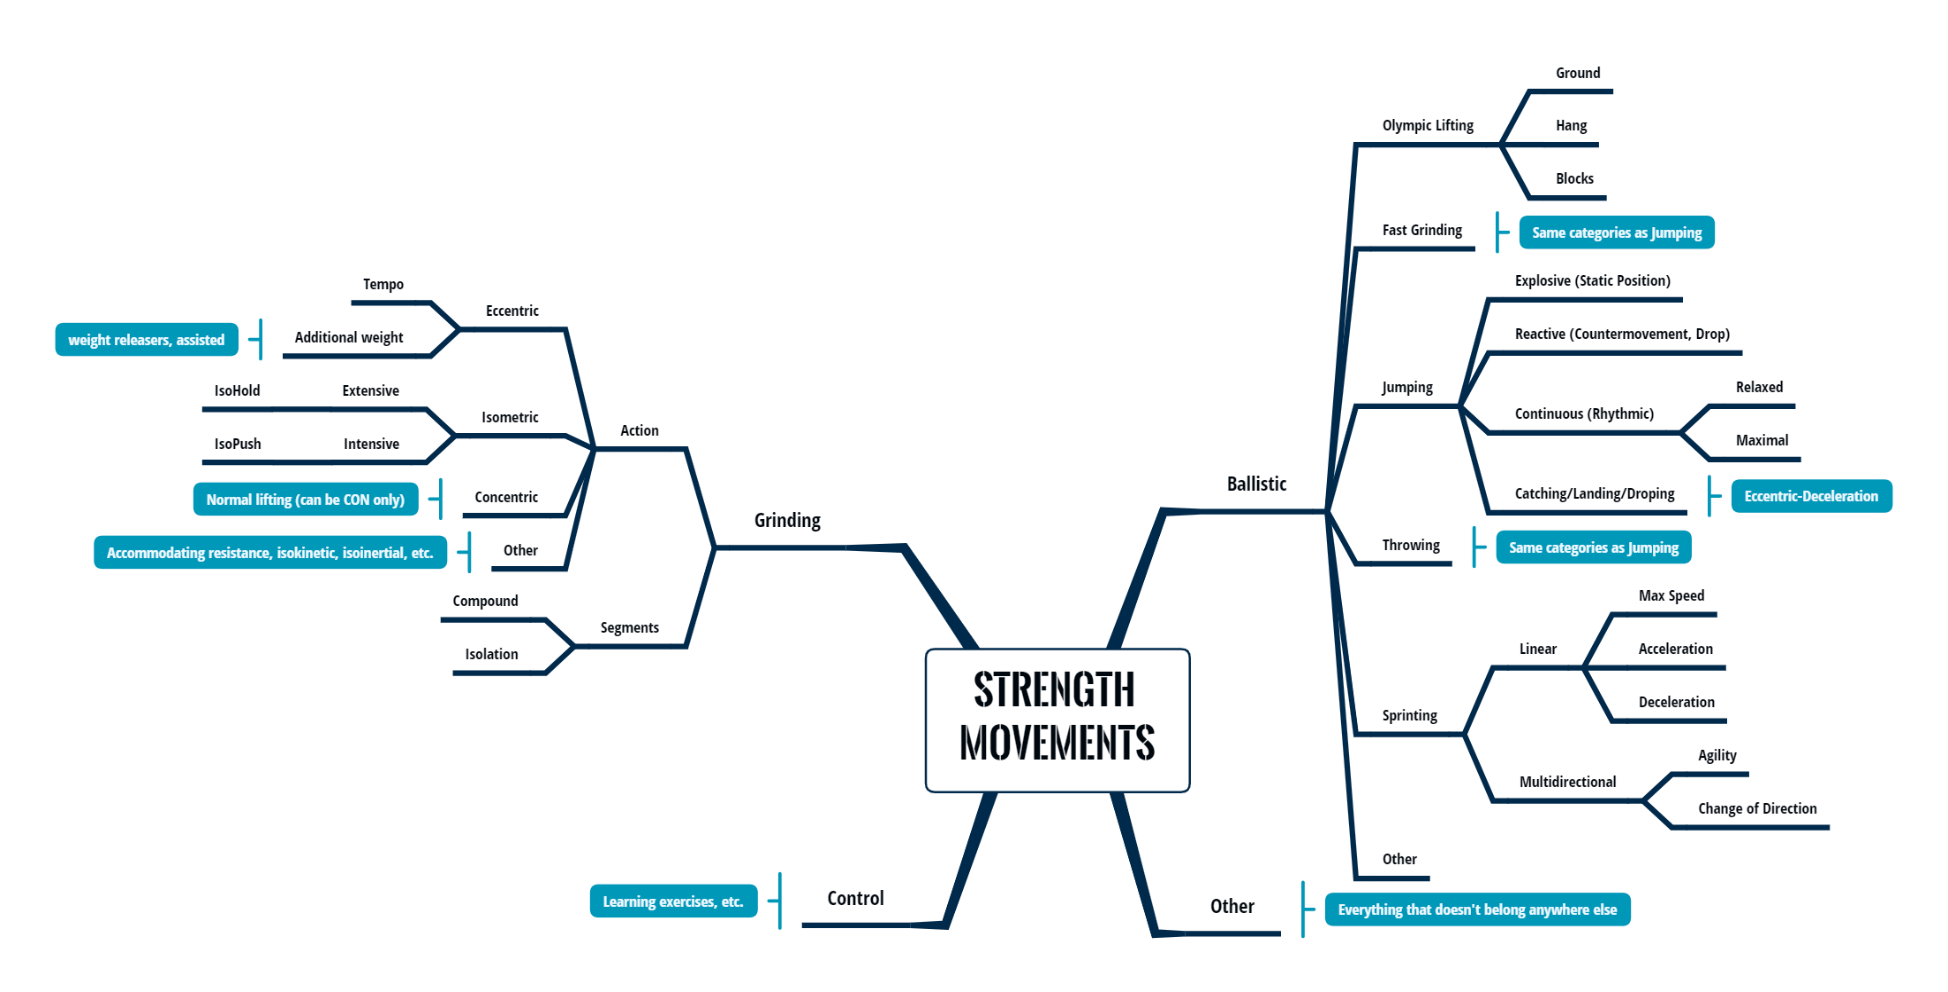 STRENGTH
MOVEMENTS
Grinding
Action
Eccentric
Tempo
Additional weight
weight releasers, assisted
Isometric
Extensive
IsoHold
Intensive
IsoPush
Concentric
Normal lifting (can be CON only)
Other
Accommodating resistance, isokinetic, isoinertial, etc.
Segments
Compound
Isolation
Control
Learning exercises, etc.
Ballistic
Olympic Lifting
Ground
Hang
Blocks
Fast Grinding
Same categories as Jumping
Jumping
Explosive (Static Position)
Reactive (Countermovement, Drop)
Continuous (Rhythmic)
Relaxed
Maximal
Catching/Landing/Droping
Eccentric-Deceleration
Throwing
Same categories as Jumping
Sprinting
Linear
Max Speed
Acceleration
Deceleration
Multidirectional
Agility
Change of Direction
Other
Other
Everything that doesn't belong anywhere else